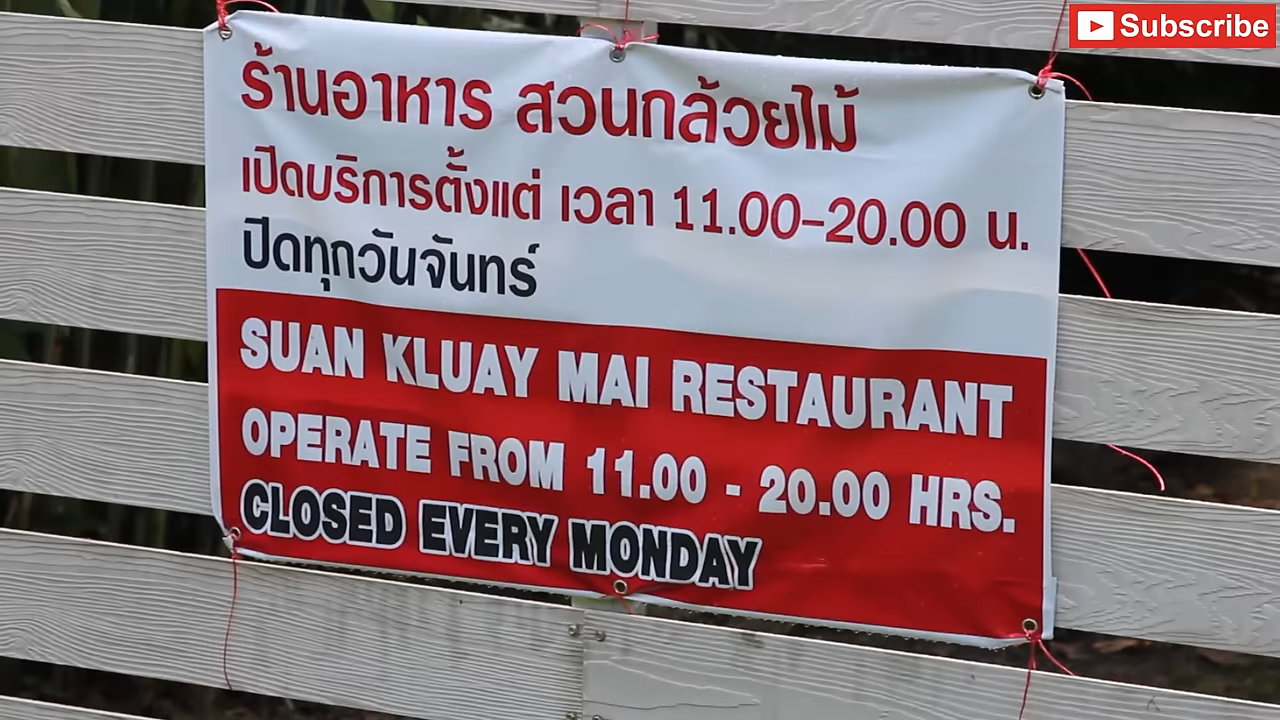 Subscribe
ร้านอาหาร สวนกล้วยไม้
เปิดบริการตั้งแต่ เวลา 11.00-20.00 น.
ปิดทุกวันจันทร์
SUAN KLUAY MAI RESTAURANT
OPERATE FROM 11.00 - 20.00 HRS.
CLOSED EVERY MONDAY